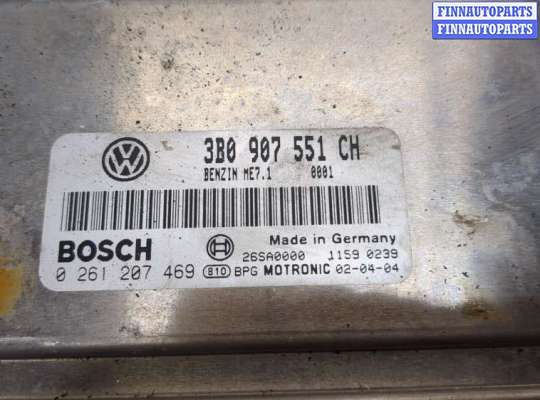 FINNAUTOPARTS
FINNAUTOPARTS
3B0 907 551 CH
BENZIN ME7.1 0001
BOSCH
Made in Germany
26SA0000 1159 0239
0 261 207 469 810 BPG MOTRONIC 02-04-04